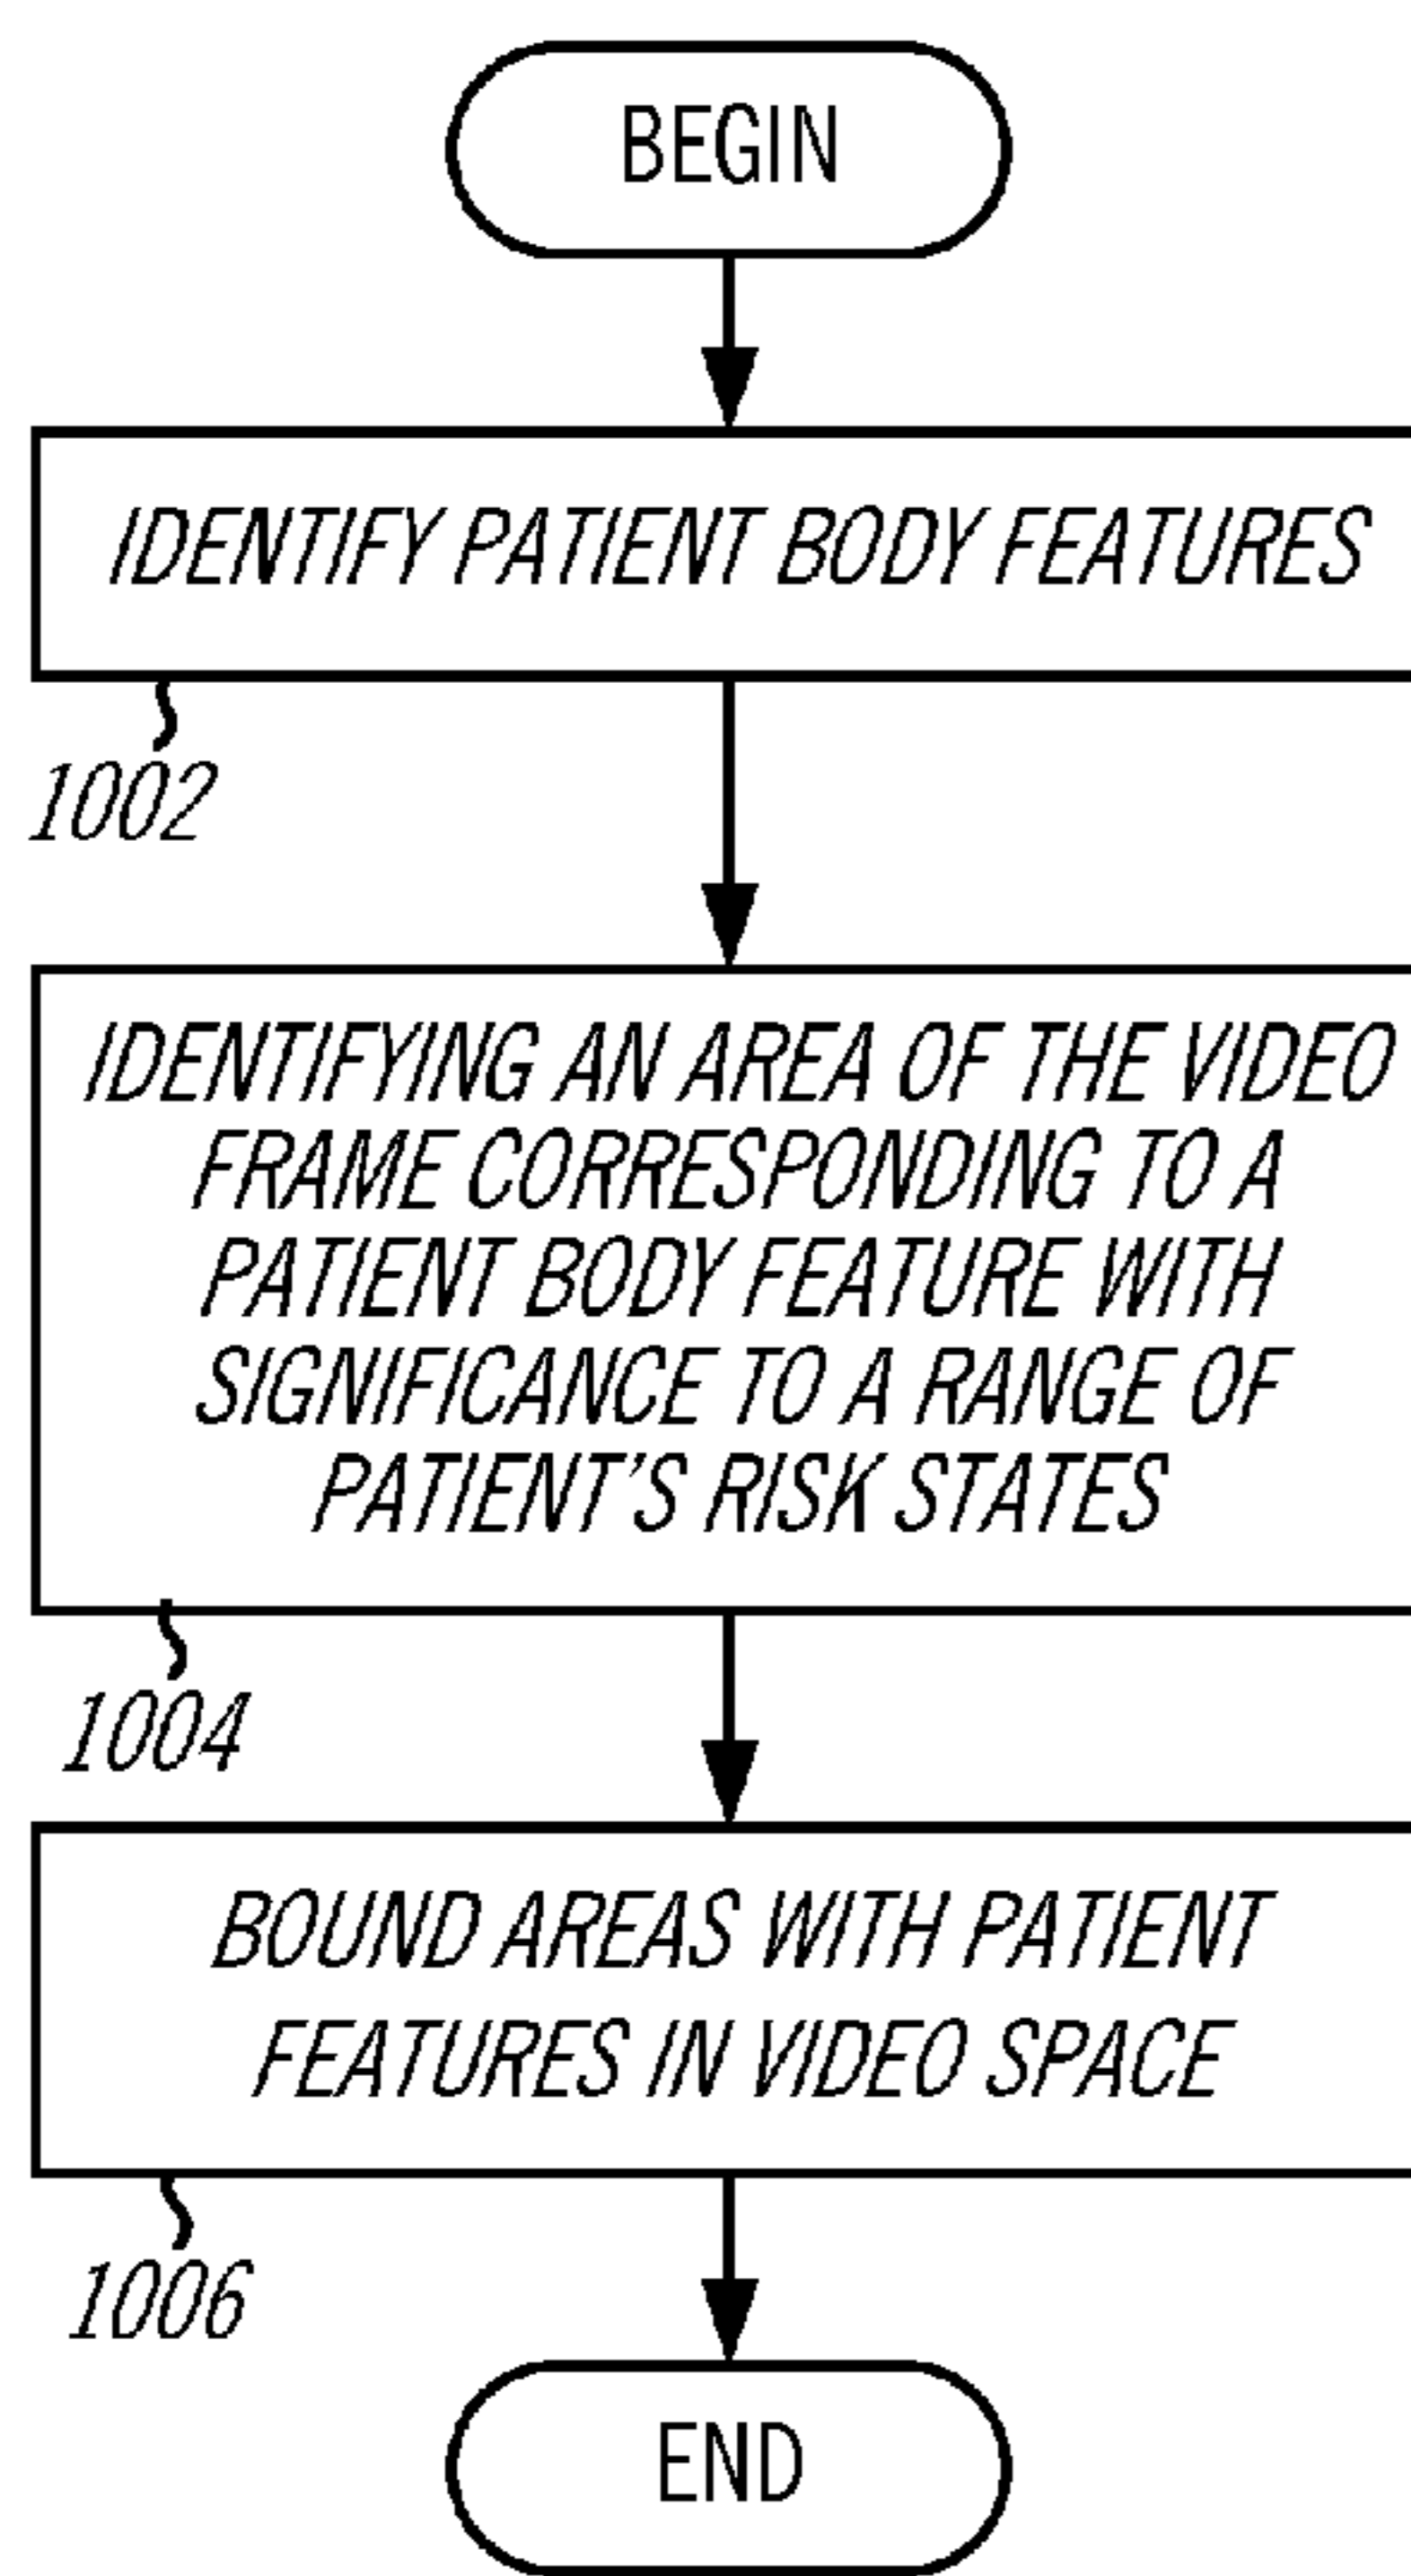 BEGIN
IDENTIFY PATIENT BODY FEATURES
1002
IDENTIFYING AN AREA OF THE VIDEO
FRAME CORRESPONDING TO A
PATIENT BODY FEATURE WITH
SIGNIFICANCE TO A RANGE OF
PATIENT'S RISK STATES
1004
BOUND AREAS WITH PATIENT
FEATURES IN VIDEO SPACE
1006
END